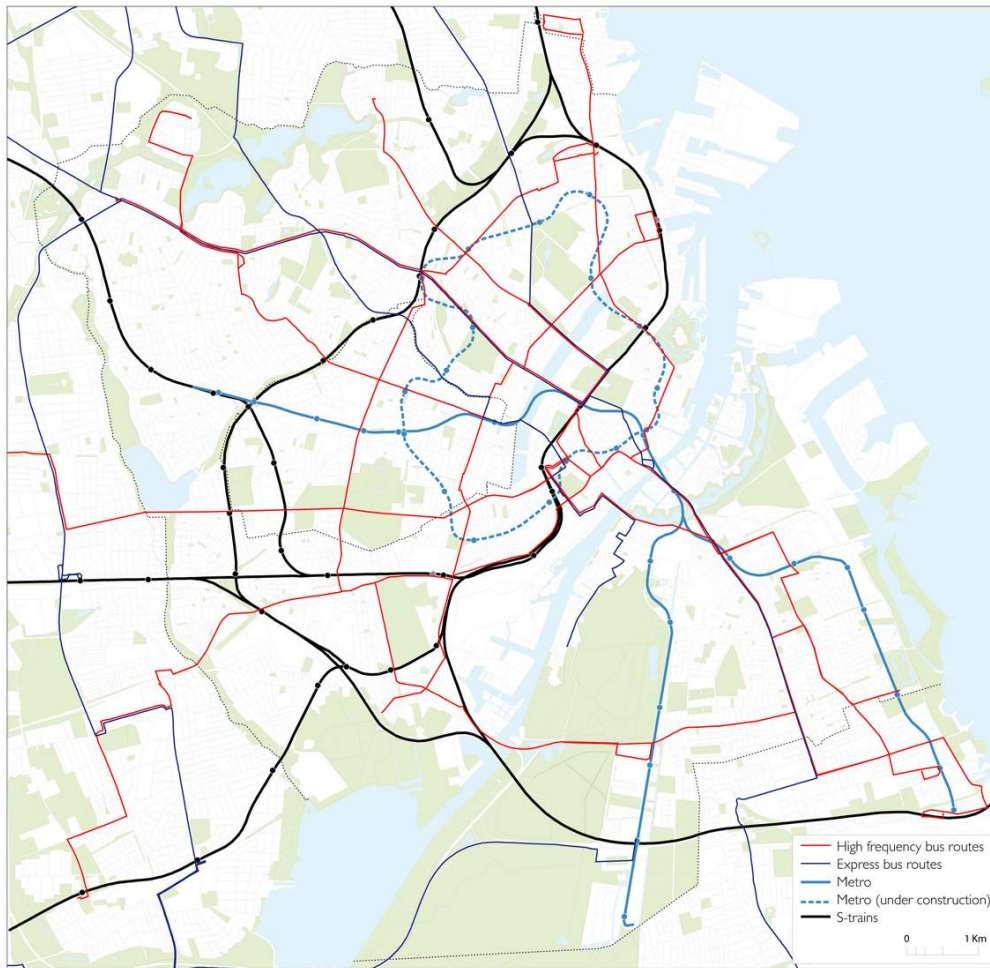 High frequency bus routes
Express bus routes
Metro
Metro (under construction)
S-trains
0 1 Km